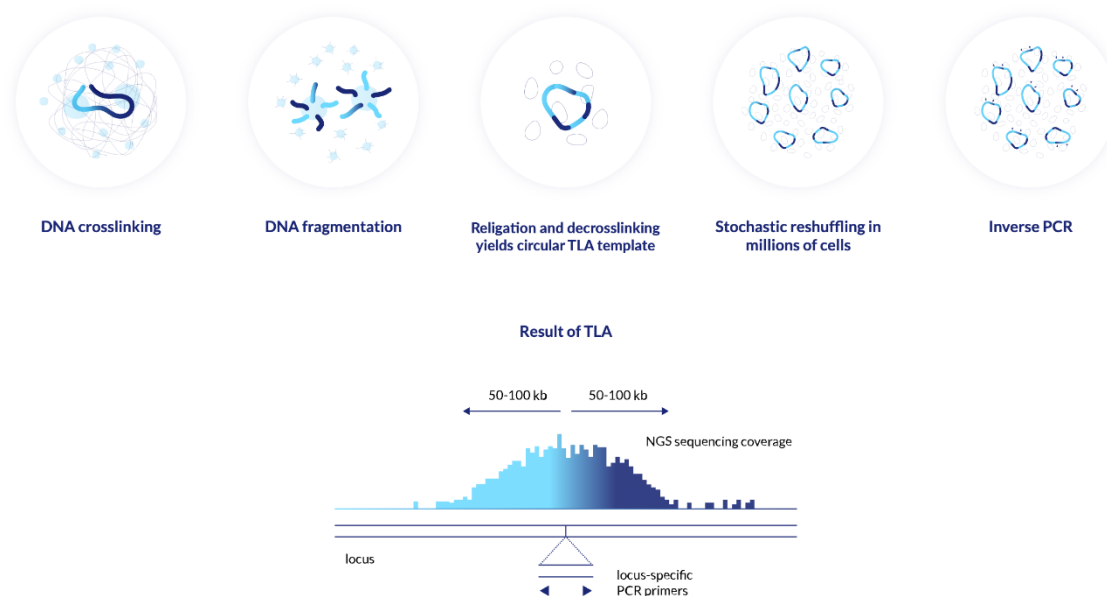 DNA crosslinking
DNA fragmentation
Religation and decrosslinking
yields circular TLA template
Stochastic reshuffling in
millions of cells
Inverse PCR
Result of TLA
50-100 kb
50-100 kb
NGS sequencing coverage
locus
locus-specific
PCR primers